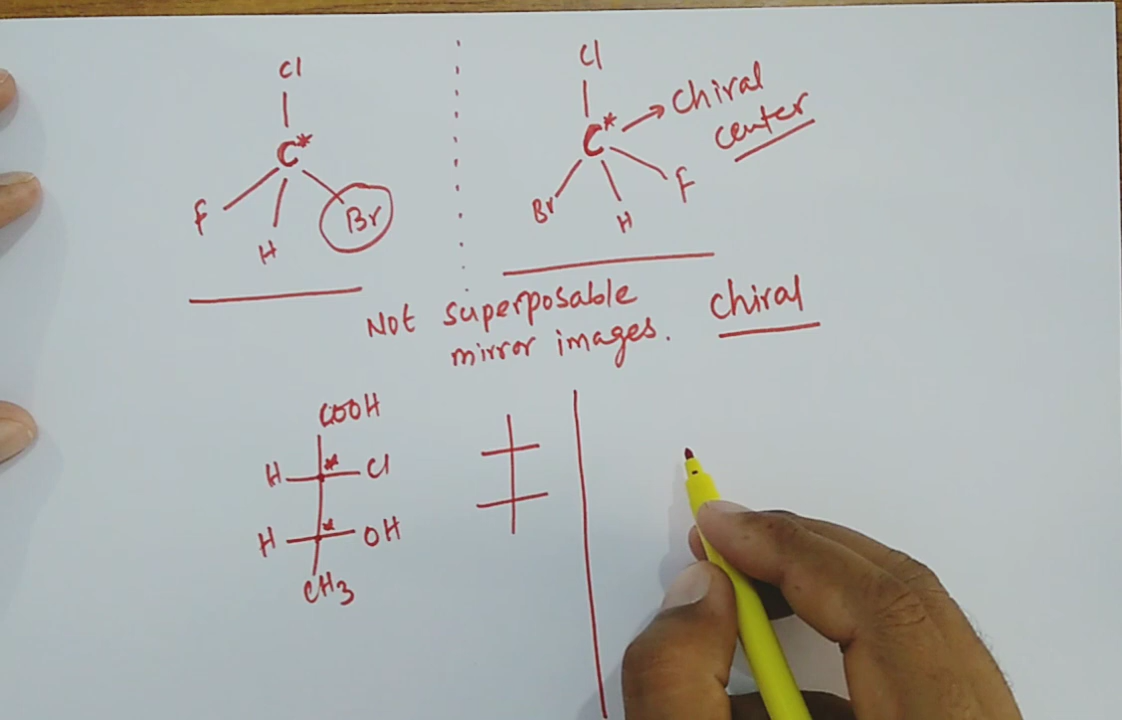 Cl
C*
F
H
Br
Cl
C* → Chiral
center
Br
H
F
Not superposable
mirror images.
Chiral
COOH
H * Cl
H * OH
CH3